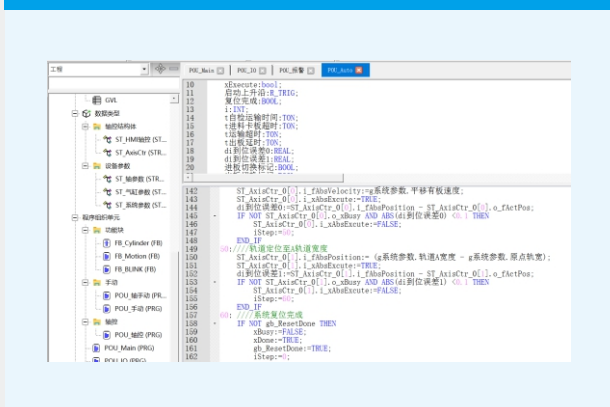 工程
POU_Main
POU_IO
POU_报警
POU_Auto
GVL
数据类型
轴控结构体
ST_HMI轴控 (ST...
ST_AxisCtr (STR...
设备参数
ST_轴参数 (STR...
ST_气缸参数 (ST...
ST_系统参数 (ST...
程序组织单元
功能块
FB_Cylinder (FB)
FB_Motion (FB)
FB_BLINK (FB)
手动
POU_轴手动 (PR...
POU_手动 (PRG)
轴控
POU_轴控 (PRG)
POU_Main (PRG)
POU_IO (PRG)
10 xExecute:bool;
11 启动上升沿:R_TRIG;
12 复位完成:BOOL;
13 i:INT;
14 t自检运输时间:TON;
15 t进料卡板超时:TON;
16 t运输超时:TON;
17 t出板延时:TON;
18 di到位误差0:REAL;
19 di到位误差1:REAL;
20 进板切换标记:BOOL;
142 ST_AxisCtr_0[0].i_fAbsVelocity:=g系统参数.平移有板速度;
143 ST_AxisCtr_0[0].i_xAbsExcute:=TRUE;
144 di到位误差0:=ST_AxisCtr_0[0].i_fAbsPosition - ST_AxisCtr_0[0].o_fActPos;
145 - IF NOT ST_AxisCtr_0[0].o_xBusy AND ABS(di到位误差0) <0.1 THEN
146 ST_AxisCtr_0[0].i_xAbsExcute:=FALSE;
147 iStep:=50;
148 END_IF
149 50:////轨道定位至A轨道宽度
150 ST_AxisCtr_0[1].i_fAbsPosition:= (g系统参数.轨道A宽度 - g系统参数.原点轨宽);
151 ST_AxisCtr_0[1].i_xAbsExcute:=TRUE;
152 di到位误差1:=ST_AxisCtr_0[1].i_fAbsPosition - ST_AxisCtr_0[1].o_fActPos;
153 - IF NOT ST_AxisCtr_0[1].o_xBusy AND ABS(di到位误差1) <0.1 THEN
154 ST_AxisCtr_0[1].i_xAbsExcute:=FALSE;
155 iStep:=60;
156 END_IF
157 60: ////系统复位完成
158 - IF NOT gb_ResetDone THEN
159 xBusy:=FALSE;
160 xDone:=TRUE;
161 gb_ResetDone:=TRUE;
162 iStep:=0;